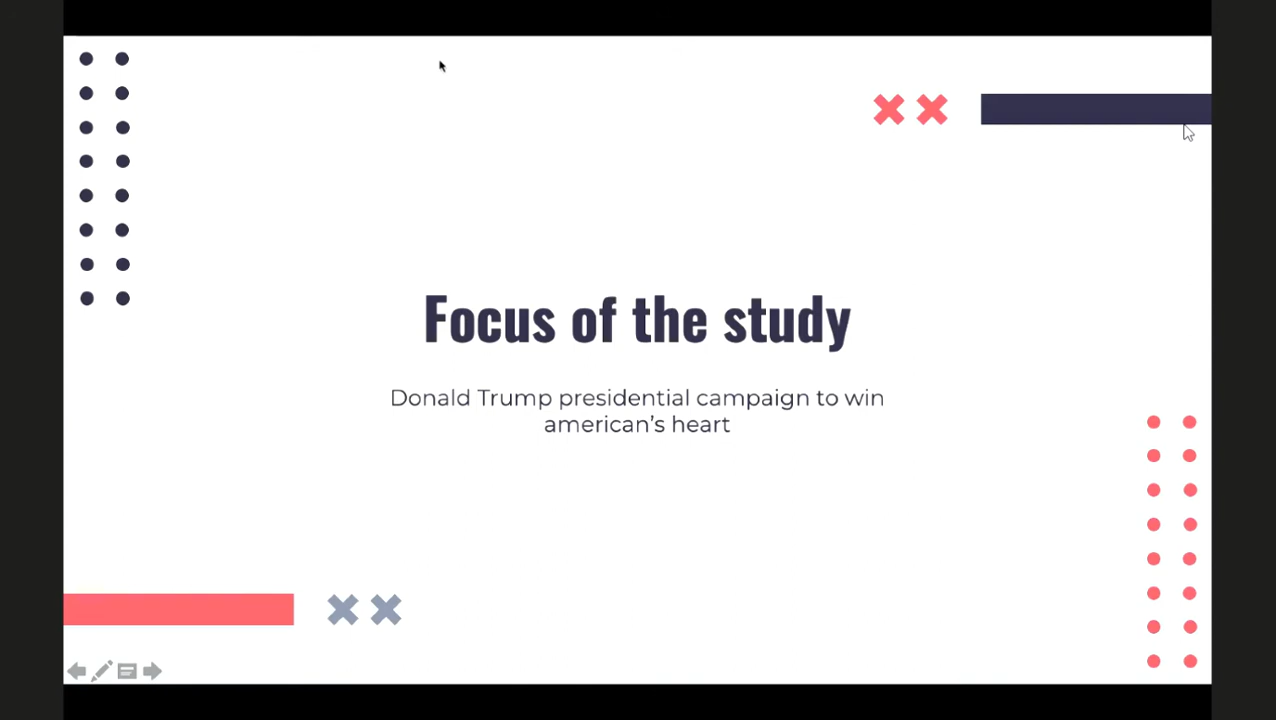 Focus of the study
Donald Trump presidential campaign to win
american’s heart